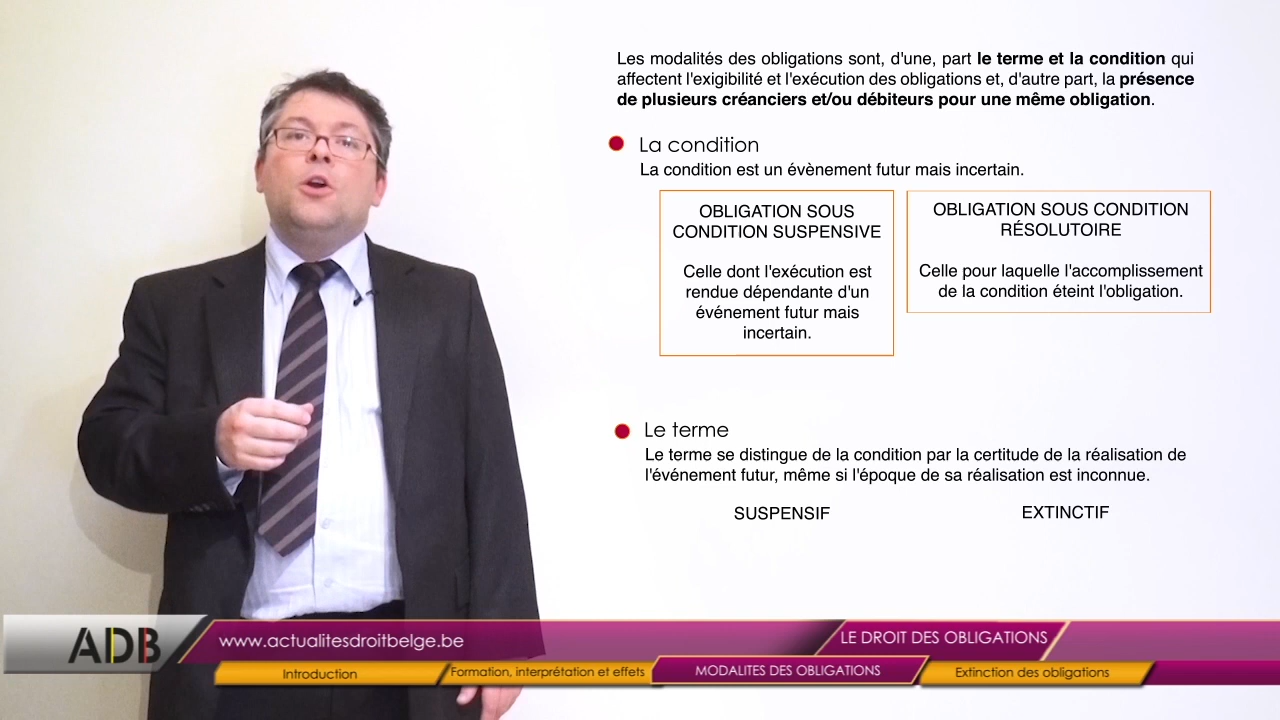 Les modalités des obligations sont, d'une, part le terme et la condition qui
affectent l'exigibilité et l'exécution des obligations et, d'autre part, la présence
de plusieurs créanciers et/ou débiteurs pour une même obligation.
La condition
La condition est un évènement futur mais incertain.
OBLIGATION SOUS
CONDITION SUSPENSIVE
Celle dont l'exécution est
rendue dépendante d'un
événement futur mais
incertain.
OBLIGATION SOUS CONDITION
RÉSOLUTOIRE
Celle pour laquelle l'accomplissement
de la condition éteint l'obligation.
Le terme
Le terme se distingue de la condition par la certitude de la réalisation de
l'événement futur, même si l'époque de sa réalisation est inconnue.
SUSPENSIF
EXTINCTIF
ADB
www.actualitesdroitbelge.be
LE DROIT DES OBLIGATIONS
Introduction
Formation, interprétation et effets
MODALITES DES OBLIGATIONS
Extinction des obligations